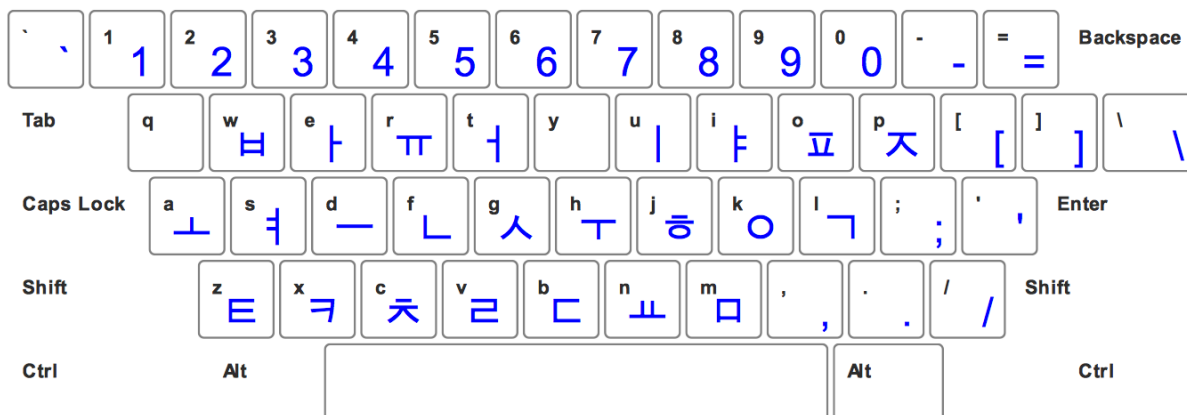 ` ` 1 1 2 2 3 3 4 4 5 5 6 6 7 7 8 8 9 9 0 0 - - = = Backspace
Tab q w ㅂ e ㅏ r ㅠ t ㅓ y u ㅣ i ㅑ o ㅍ p ㅈ [ [ ] ] \ \
Caps Lock a ㅗ s ㅕ d ㅡ f ㄴ g ㅅ h ㅜ j ㅎ k ㅇ l ㄱ ; ; ' ' Enter
Shift z ㅌ x ㅋ c ㅊ v ㄹ b ㄷ n ㅛ m ㅁ , , . . / / Shift
Ctrl Alt Alt Ctrl